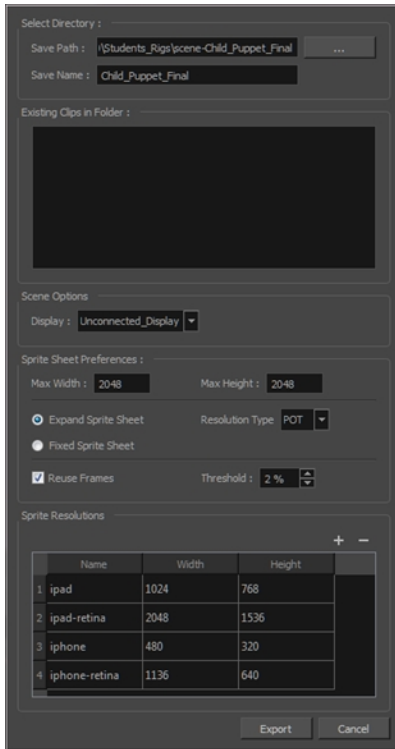 Select Directory :
Save Path : \Students_Rigs\scene-Child_Puppet_Final ...
Save Name : Child_Puppet_Final
Existing Clips in Folder :
Scene Options
Display : Unconnected_Display
Sprite Sheet Preferences :
Max Width : 2048 Max Height : 2048
Expand Sprite Sheet Resolution Type POT
Fixed Sprite Sheet
Reuse Frames Threshold : 2 %
Sprite Resolutions
+ −
Name Width Height
1 ipad 1024 768
2 ipad-retina 2048 1536
3 iphone 480 320
4 iphone-retina 1136 640
Export Cancel